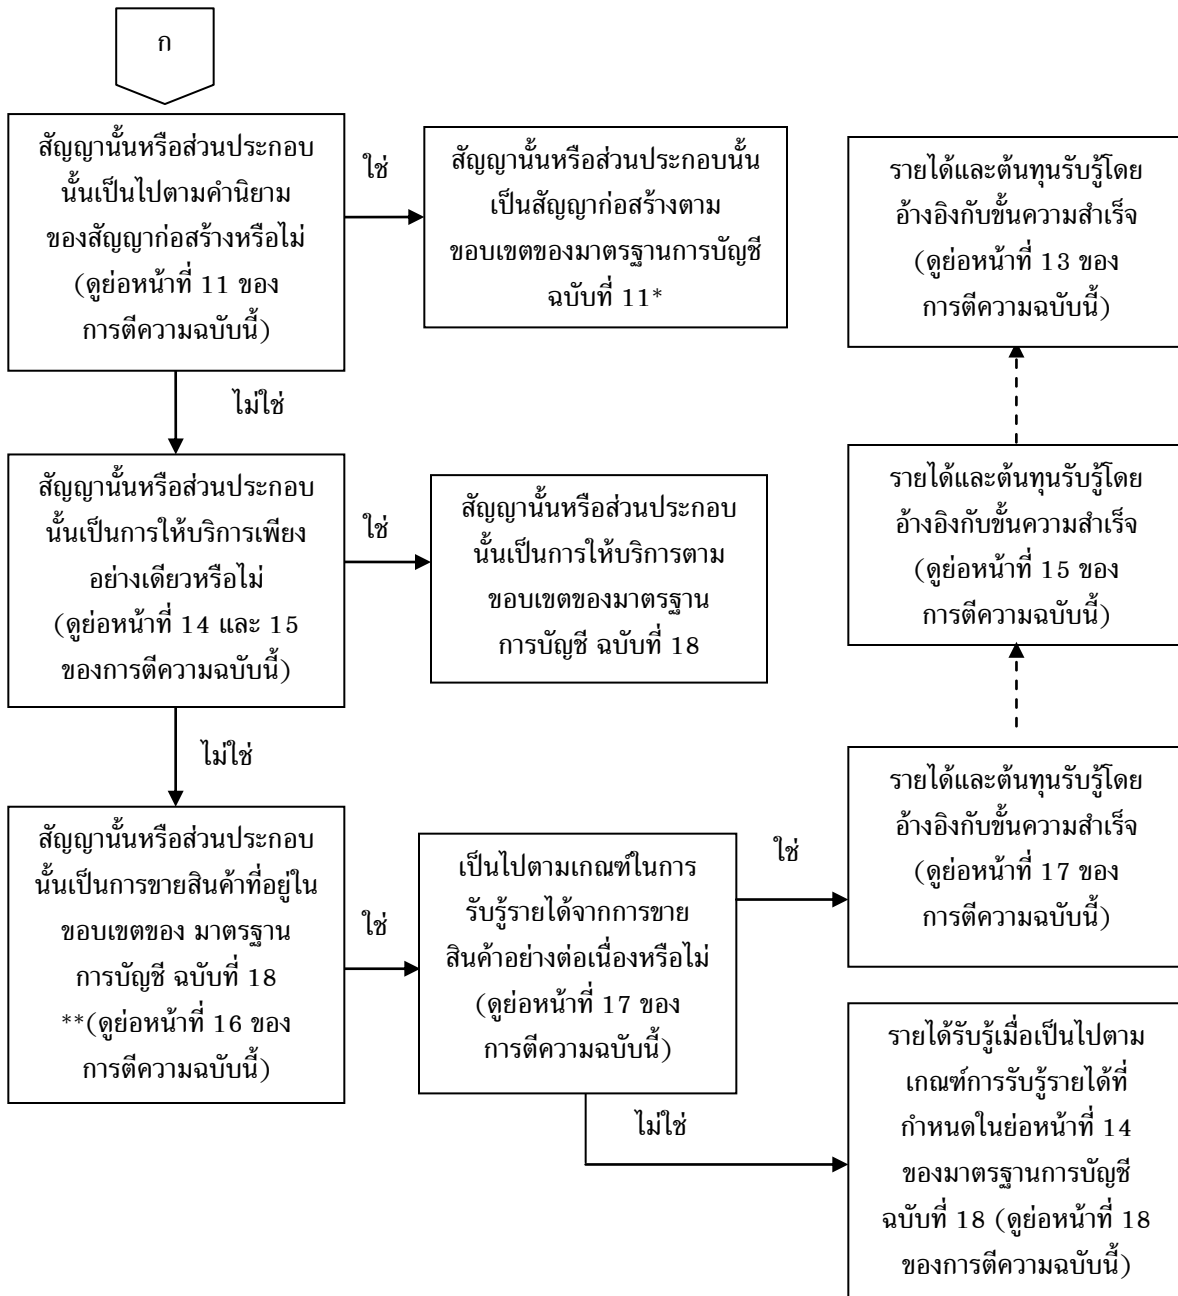 ก
สัญญานั้นหรือส่วนประกอบ
นั้นเป็นไปตามคำนิยาม
ของสัญญาก่อสร้างหรือไม่
(ดูย่อหน้าที่ 11 ของ
การตีความฉบับนี้)
ใช่
สัญญานั้นหรือส่วนประกอบนั้น
เป็นสัญญาก่อสร้างตาม
ขอบเขตของมาตรฐานการบัญชี
ฉบับที่ 11*
รายได้และต้นทุนรับรู้โดย
อ้างอิงกับขั้นความสำเร็จ
(ดูย่อหน้าที่ 13 ของ
การตีความฉบับนี้)
ไม่ใช่
สัญญานั้นหรือส่วนประกอบ
นั้นเป็นการให้บริการเพียง
อย่างเดียวหรือไม่
(ดูย่อหน้าที่ 14 และ 15
ของการตีความฉบับนี้)
ใช่
สัญญานั้นหรือส่วนประกอบ
นั้นเป็นการให้บริการตาม
ขอบเขตของมาตรฐาน
การบัญชี ฉบับที่ 18
รายได้และต้นทุนรับรู้โดย
อ้างอิงกับขั้นความสำเร็จ
(ดูย่อหน้าที่ 15 ของ
การตีความฉบับนี้)
ไม่ใช่
สัญญานั้นหรือส่วนประกอบ
นั้นเป็นการขายสินค้าที่อยู่ใน
ขอบเขตของ มาตรฐาน
การบัญชี ฉบับที่ 18
**(ดูย่อหน้าที่ 16 ของ
การตีความฉบับนี้)
ใช่
เป็นไปตามเกณฑ์ในการ
รับรู้รายได้จากการขาย
สินค้าอย่างต่อเนื่องหรือไม่
(ดูย่อหน้าที่ 17 ของ
การตีความฉบับนี้)
ใช่
รายได้และต้นทุนรับรู้โดย
อ้างอิงกับขั้นความสำเร็จ
(ดูย่อหน้าที่ 17 ของ
การตีความฉบับนี้)
ไม่ใช่
รายได้รับรู้เมื่อเป็นไปตาม
เกณฑ์การรับรู้รายได้ที่
กำหนดในย่อหน้าที่ 14
ของมาตรฐานการบัญชี
ฉบับที่ 18 (ดูย่อหน้าที่ 18
ของการตีความฉบับนี้)